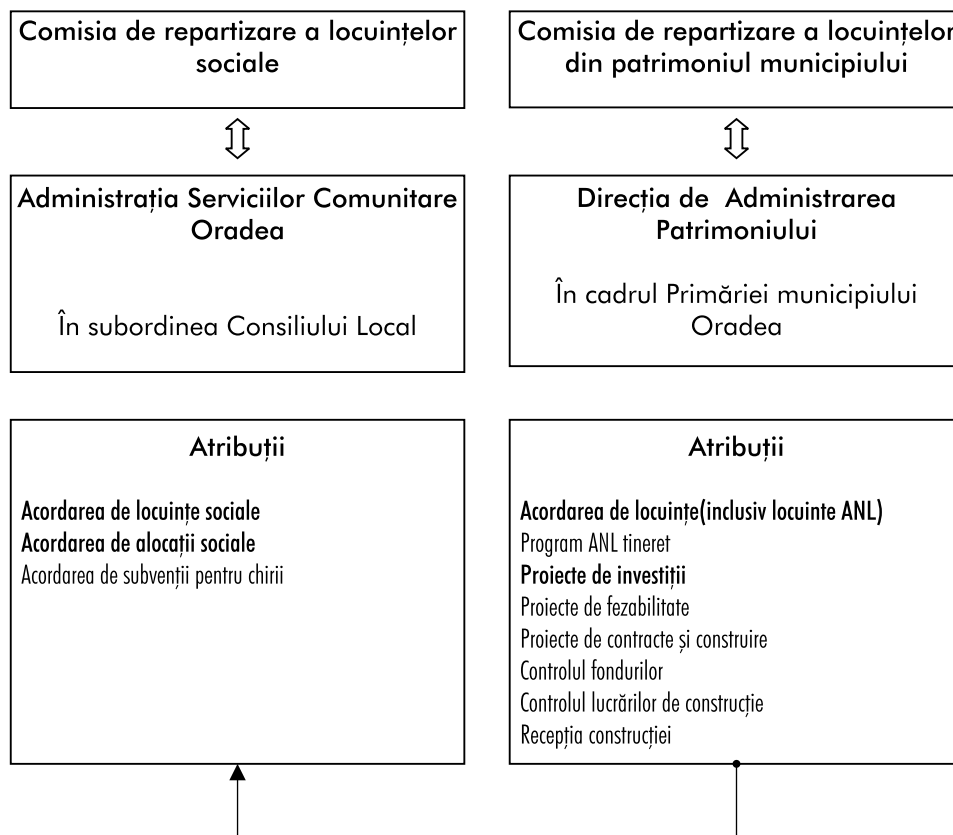 Comisia de repartizare a locuințelor
sociale
Comisia de repartizare a locuințelor
din patrimoniul municipiului
Administrația Serviciilor Comunitare
Oradea
În subordinea Consiliului Local
Direcția de Administrarea
Patrimoniului
În cadrul Primăriei municipiului
Oradea
Atribuții
Acordarea de locuințe sociale
Acordarea de alocații sociale
Acordarea de subvenții pentru chirii
Atribuții
Acordarea de locuințe(inclusiv locuinte ANL)
Program ANL tineret
Proiecte de investiții
Proiecte de fezabilitate
Proiecte de contracte și construire
Controlul fondurilor
Controlul lucrărilor de construcție
Recepția construcției